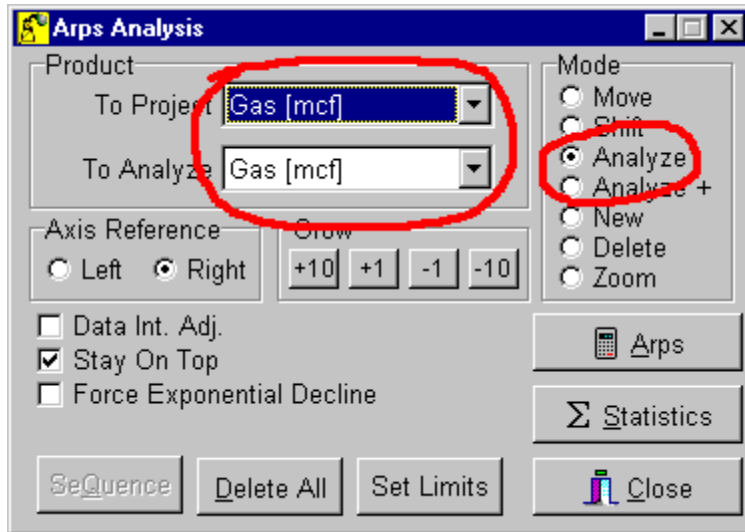 Arps Analysis
Product
To Project Gas [mcf]
To Analyze Gas [mcf]
Mode
Move
Shift
Analyze
Analyze +
New
Delete
Zoom
Axis Reference
Left Right
Grow
+10 +1 -1 -10
Data Int. Adj.
Stay On Top
Force Exponential Decline
Arps
Σ Statistics
SeQuence Delete All Set Limits Close